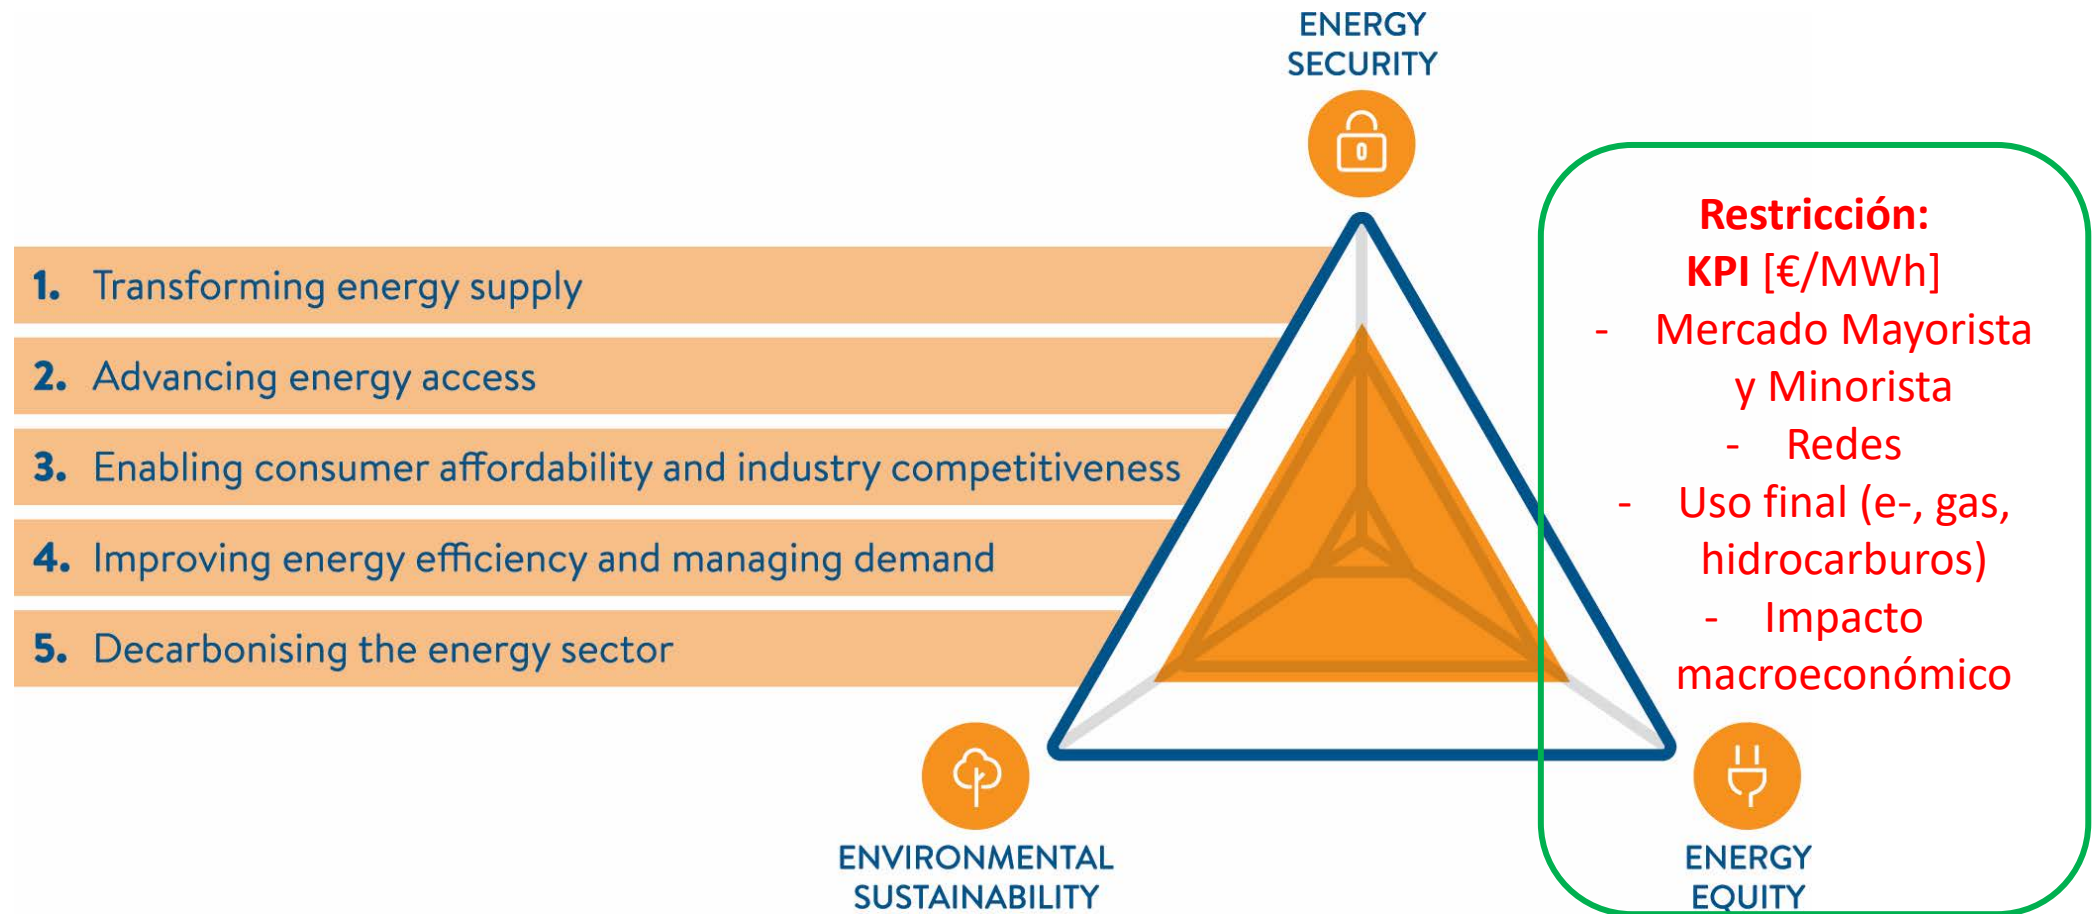 ENERGY
SECURITY
1. Transforming energy supply
2. Advancing energy access
3. Enabling consumer affordability and industry competitiveness
4. Improving energy efficiency and managing demand
5. Decarbonising the energy sector
Restricción:
KPI [€/MWh]
- Mercado Mayorista
y Minorista
- Redes
- Uso final (e-, gas,
hidrocarburos)
- Impacto
macroeconómico
ENVIRONMENTAL
SUSTAINABILITY
ENERGY
EQUITY